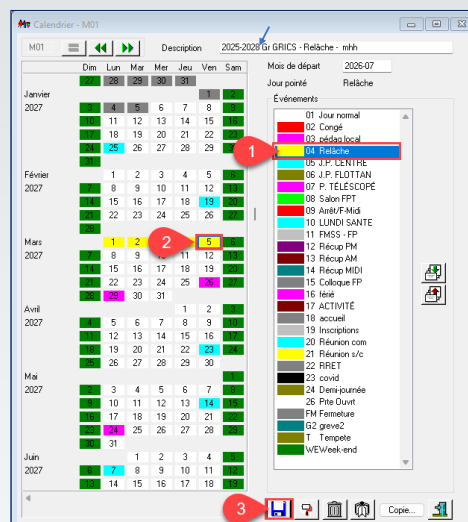 Calendrier - M01
M01
Description
2025-2028 Gr GRICS - Relâche - mhh
Dim Lun Mar Mer Jeu Ven Sam
27 28 29 30 31
Janvier 1 2
2027 3 4 5 6 7 8 9
10 11 12 13 14 15 16
17 18 19 20 21 22 23
24 25 26 27 28 29
31
Février 1 2 3 4 5 6
2027 7 8 9 10 11 12 13
14 15 16 17 18 19 20
21 22 23 24 25 26 27
28
Mars 1 2 5 6
2027 7 8 9 11 12 13
14 15 16 17 18 19 20
21 22 23 24 25 26 27
28 29 30 31
Avril 1 2 3
2027 4 5 6 7 8 9 10
11 12 13 14 15 16 17
18 19 20 21 22 23 24
25 26 27 28 29 30
Mai 1
2027 2 3 4 5 6 7 8
9 10 11 12 13 14 15
16 17 18 19 20 21 22
23 24 25 26 27 28 29
30 31
Juin 1 2 3 4 5
2027 6 7 8 9 10 11 12
13 14 15 16 17 18 19
Mois de départ 2026-07
Jour pointé Relâche
Événements
01 Jour normal
02 Congé
03 pédag local
04 Relâche
05 J.P. CENTRE
06 J.P. FLOTTAN
07 P. TÉLÉSCOPÉ
08 Salon FPT
09 Arrêt/F-Midi
10 LUNDI SANTE
11 FMSS - FP
12 Récup PM
13 Récup AM
14 Récup MIDI
15 Colloque FP
16 férié
17 ACTIVITÉ
18 accueil
19 Inscriptions
20 Réunion com
21 Réunion s/c
22 RRET
23 covid
24 Demi-journée
26 Prte Ouvrt
FM Fermeture
G2 greve2
T Tempete
WEWeek-end
1
2
3
Copie...